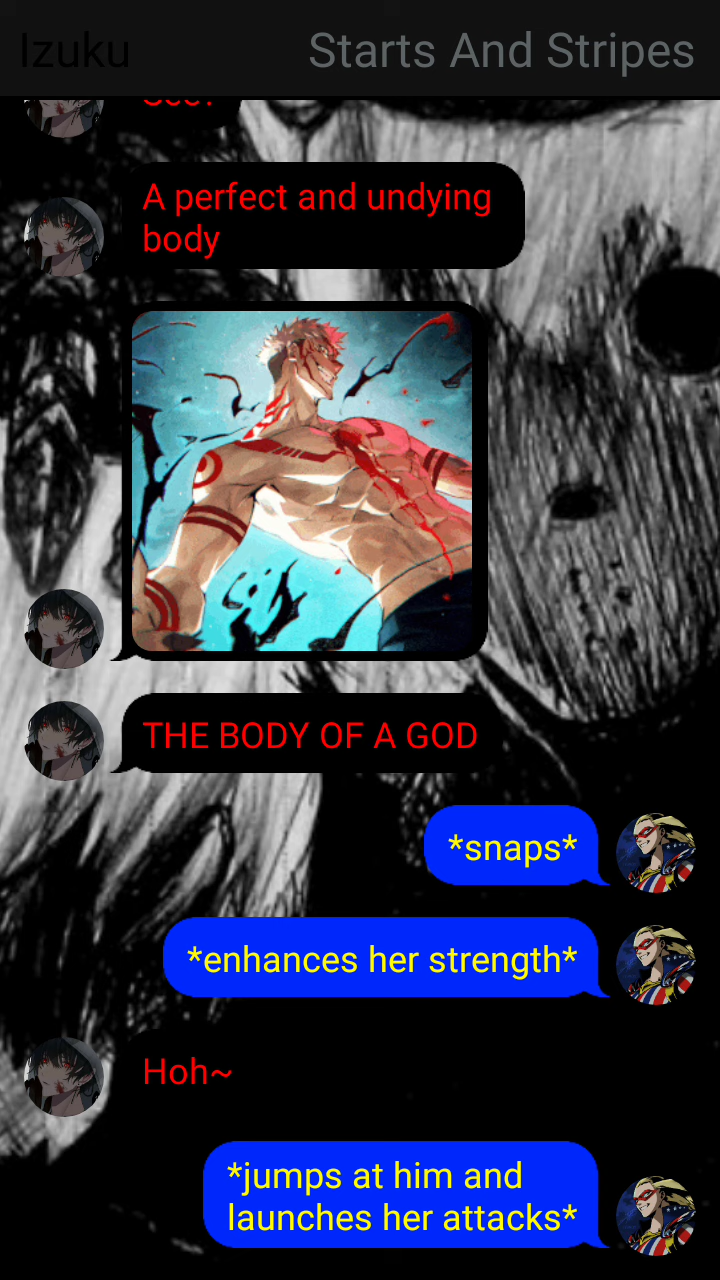 Izuku
Starts And Stripes
A perfect and undying
body
THE BODY OF A GOD
*snaps*
*enhances her strength*
Hoh~
*jumps at him and
launches her attacks*